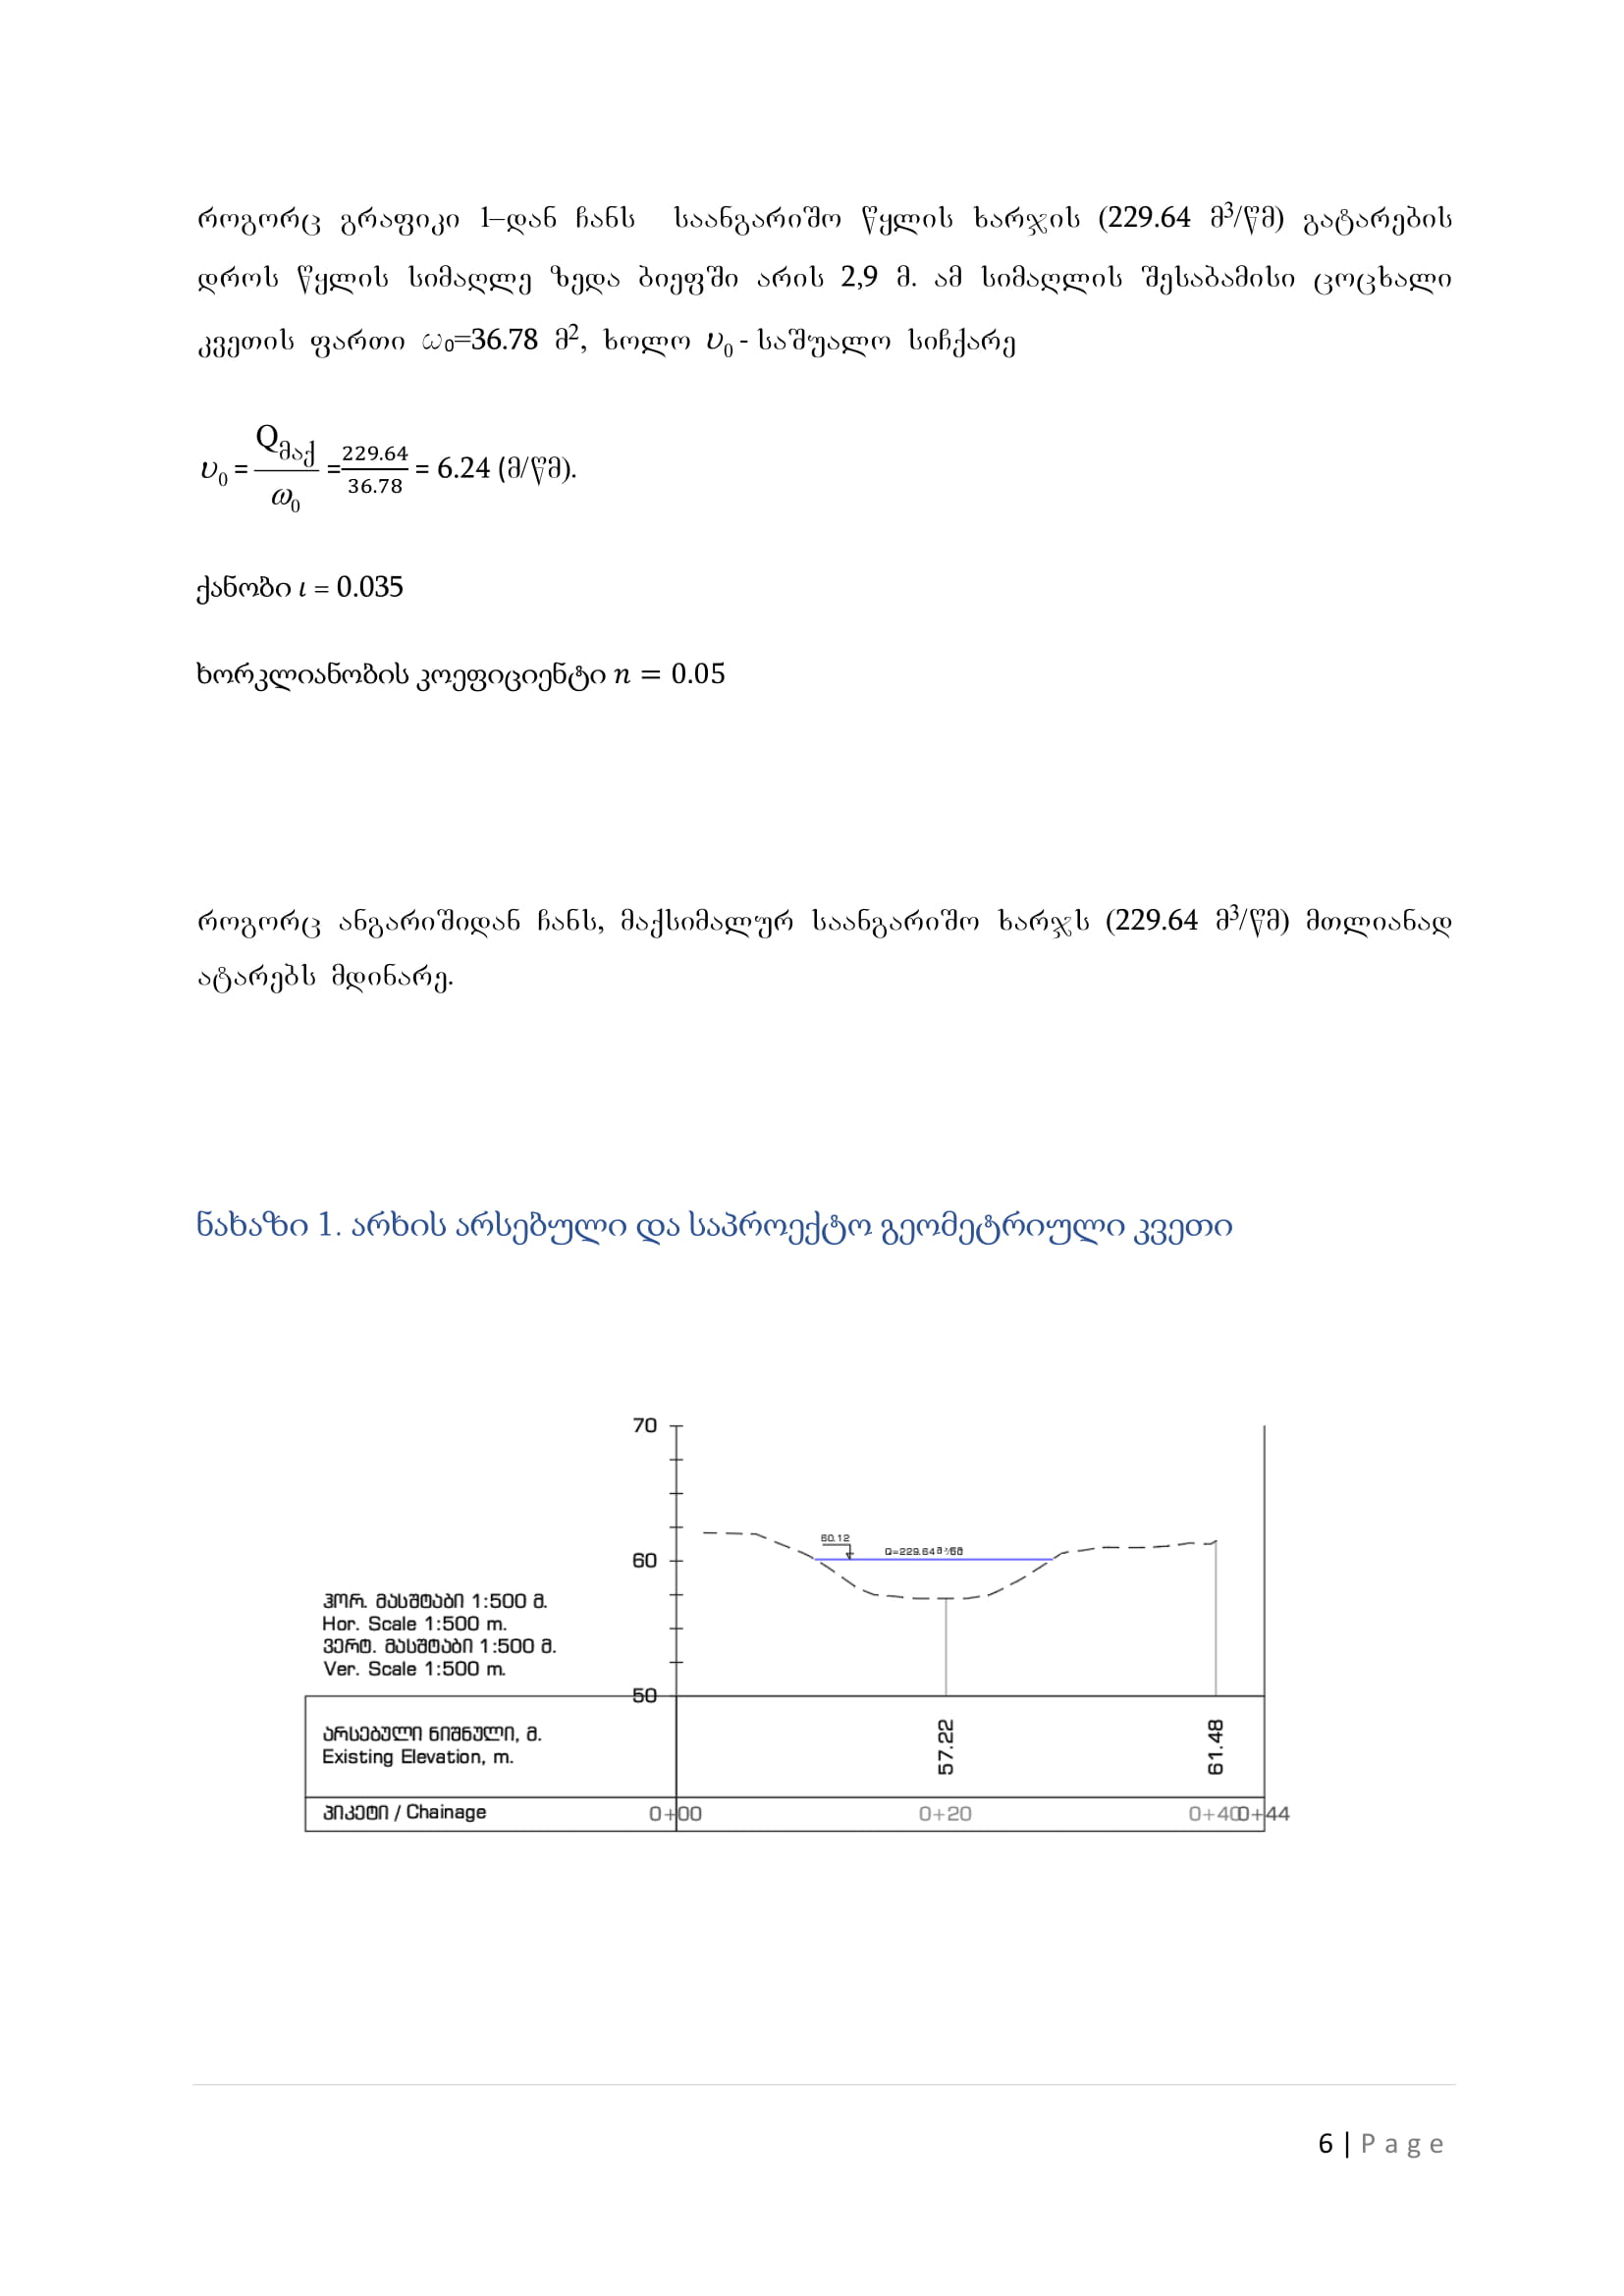 როგორც გრაფიკი 1–დან ჩანს საანგარიშო წყლის ხარჯის (229.64 მ³/წმ) გატარების
დროს წყლის სიმაღლე ზედა ბიეფში არის 2,9 მ. ამ სიმაღლის შესაბამისი ცოცხალი
კვეთის ფართი ω₀=36.78 მ², ხოლო υ₀ - საშუალო სიჩქარე
υ₀ = Qმაქ/ω₀ = 229.64/36.78 = 6.24 (მ/წმ).
ქანობი ι = 0.035
ხორკლიანობის კოეფიციენტი n = 0.05
როგორც ანგარიშიდან ჩანს, მაქსიმალურ საანგარიშო ხარჯს (229.64 მ³/წმ) მთლიანად
ატარებს მდინარე.
ნახაზი 1. არხის არსებული და საპროექტო გეომეტრიული კვეთი
70
60.12
Q=229.64 მ³/წმ
60
ჰორ. მასშტაბი 1:500 მ.
Hor. Scale 1:500 m.
ვერტ. მასშტაბი 1:500 მ.
Ver. Scale 1:500 m.
50
არსებული ნიშნული, მ.
Existing Elevation, m.
57.22
61.48
პიკეტი / Chainage
0+00
0+20
0+40
0+44
6 | Page